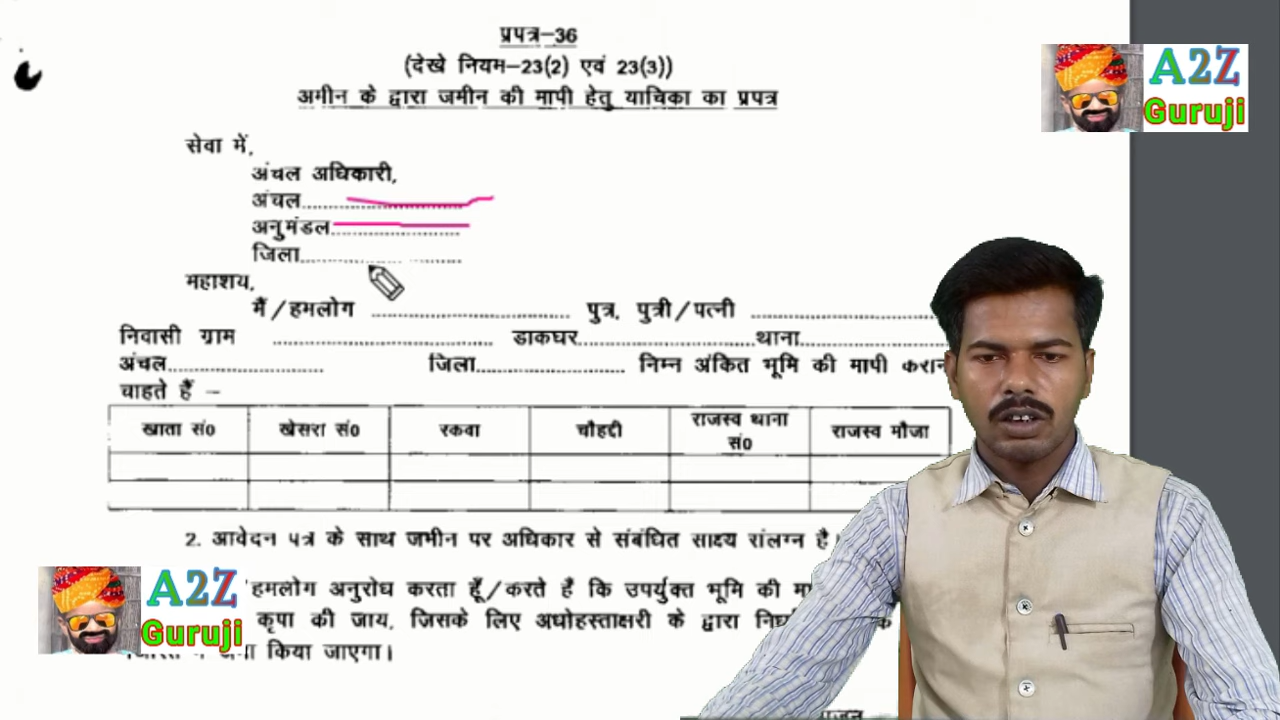 प्रपत्र–36
(देखे नियम–23(2) एवं 23(3))
अमीन के द्वारा जमीन की मापी हेतु याचिका का प्रपत्र
A2Z
Guruji
सेवा में,
अंचल अधिकारी,
अंचल..............................
अनुमंडल........................
जिला..............................
महाशय,
मैं/हमलोग .............................. पुत्र, पुत्री/पत्नी ..............................
निवासी ग्राम .............................. डाकघर..............................थाना..............................
अंचल.............................. जिला.............................. निम्न अंकित भूमि की मापी
चाहते हैं –
खाता सं0 खेसरा सं0 रकवा चौहद्दी राजस्व थाना सं0 राजस्व मौजा
2. आवेदन पत्र के साथ जमीन पर अधिकार से संबंधित साक्ष्य संलग्न है।
हमलोग अनुरोध करता हूँ/करते हैं कि उपर्युक्त भूमि की
A2Z
Guruji
कृपा की जाय, जिसके लिए अधोहस्ताक्षरी के द्वारा
किया जाएगा।